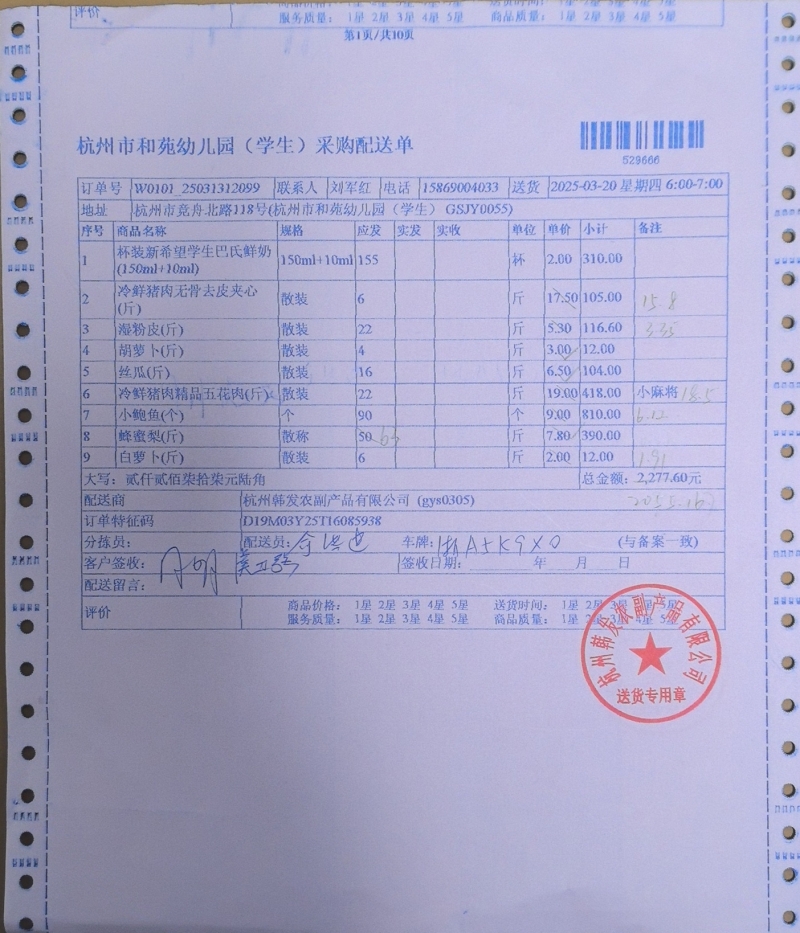 评价
服务质量： 1星 2星 3星 4星 5星 商品质量： 1星 2星 3星 4星 5星
第1页/共10页
杭州市和苑幼儿园（学生）采购配送单
529666
订单号 W0101_25031312099 联系人 刘军红 电话 15869004033 送货 2025-03-20 星期四 6:00-7:00
地址 杭州市竞舟北路118号(杭州市和苑幼儿园（学生）GSJY0055)
序号 商品名称 规格 应发 实发 实收 单位 单价 小计 备注
1 杯装新希望学生巴氏鲜奶(150ml+10ml) 150ml+10ml 155 杯 2.00 310.00
2 冷鲜猪肉无骨去皮夹心(斤) 散装 6 斤 17.50 105.00 15.8
3 湿粉皮(斤) 散装 22 斤 5.30 116.60 3.35
4 胡萝卜(斤) 散装 4 斤 3.00 12.00
5 丝瓜(斤) 散装 16 斤 6.50 104.00
6 冷鲜猪肉精品五花肉(斤) 散装 22 斤 19.00 418.00 小麻将 18.5
7 小鲍鱼(个) 个 90 个 9.00 810.00 6.12
8 蜂蜜梨(斤) 散称 50 斤 7.80 390.00
9 白萝卜(斤) 散装 6 斤 2.00 12.00 1.91
大写：贰仟贰佰柒拾柒元陆角 总金额：2,277.60元
配送商 杭州韩发农副产品有限公司 (gys0305)
订单特征码 D19M03Y25T16085938
分拣员： 配送员： 车牌：浙A5K9X0 (与备案一致)
客户签收： 签收日期： 年 月 日
配送留言：
评价 商品价格： 1星 2星 3星 4星 5星 送货时间： 1星 2星 3星 4星 5星
服务质量： 1星 2星 3星 4星 5星 商品质量： 1星 2星 3星 4星 5星
杭州韩发农副产品有限公司
送货专用章